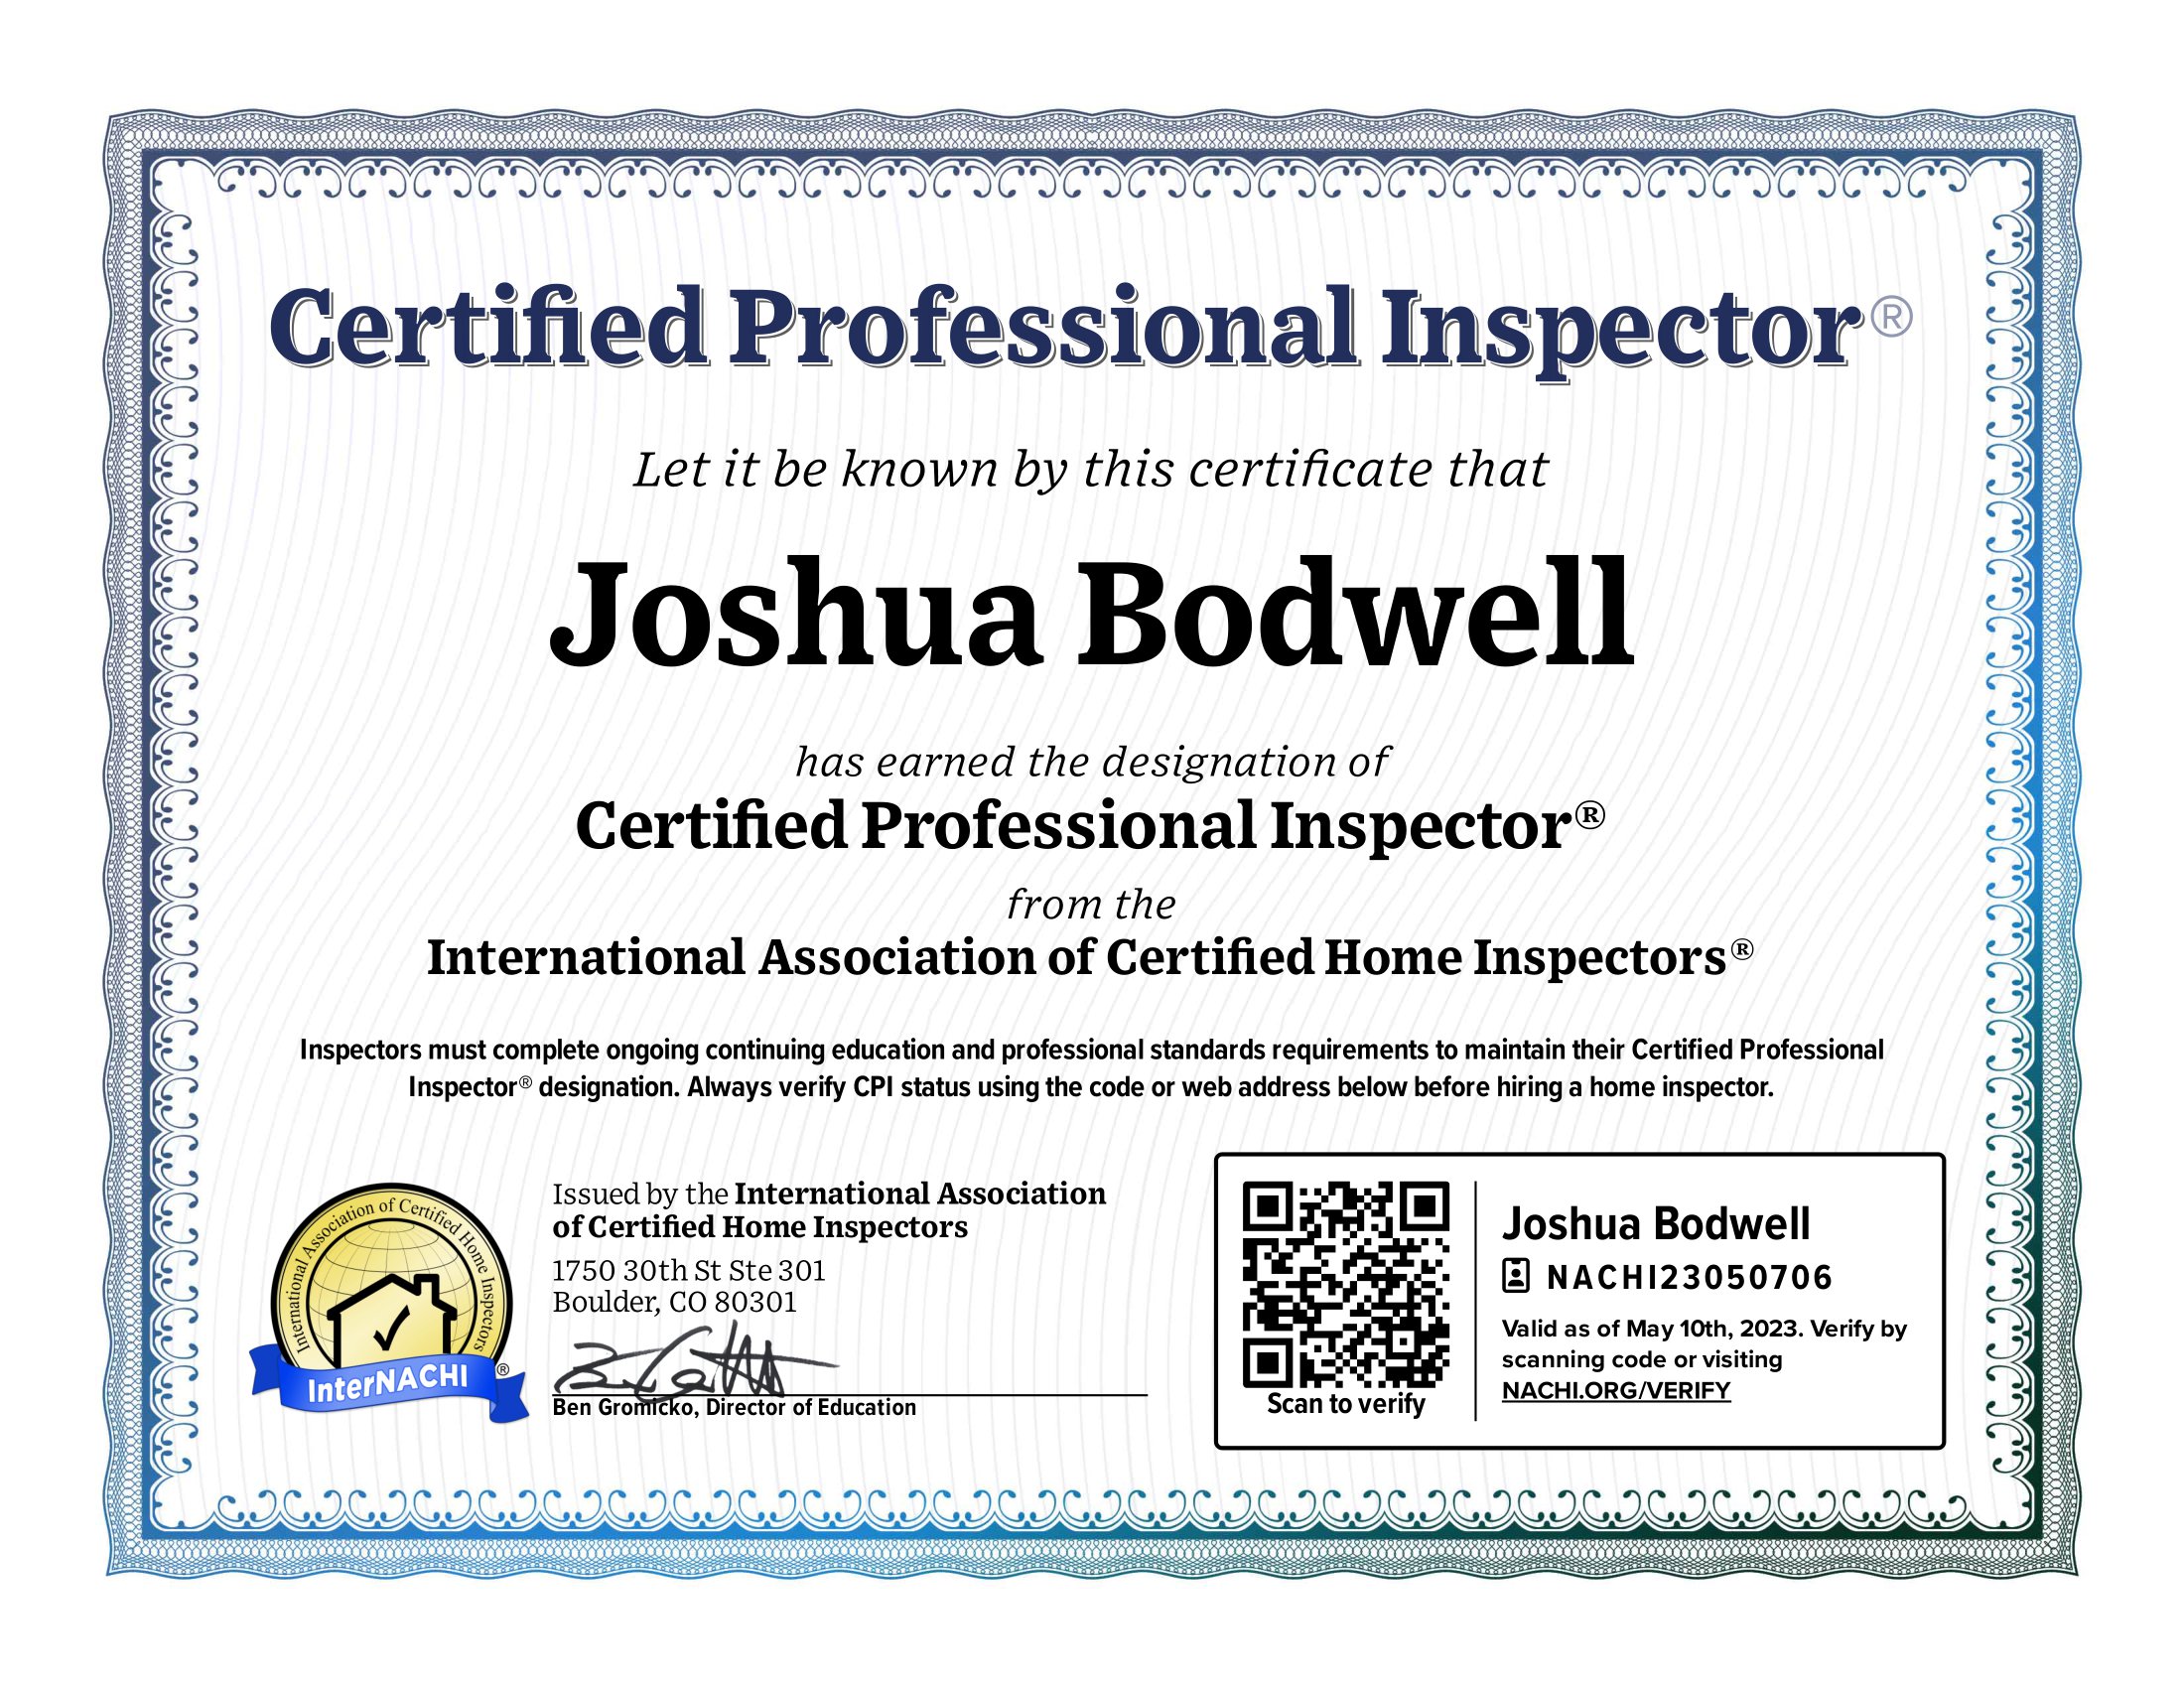 Certified Professional Inspector®
Let it be known by this certificate that
Joshua Bodwell
has earned the designation of
Certified Professional Inspector®
from the
International Association of Certified Home Inspectors®
Inspectors must complete ongoing continuing education and professional standards requirements to maintain their Certified Professional
Inspector® designation. Always verify CPI status using the code or web address below before hiring a home inspector.
International Association of Certified Home Inspectors
InterNACHI®
Issued by the International Association
of Certified Home Inspectors
1750 30th St Ste 301
Boulder, CO 80301
Ben Gromicko, Director of Education
Scan to verify
Joshua Bodwell
NACHI23050706
Valid as of May 10th, 2023. Verify by
scanning code or visiting
NACHI.ORG/VERIFY